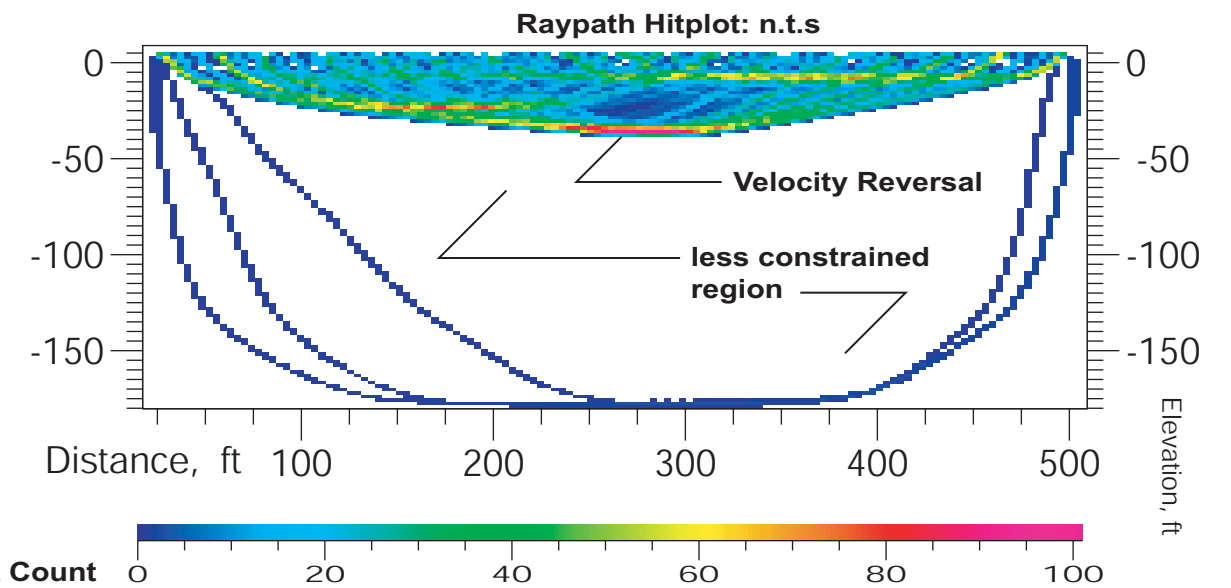 Raypath Hitplot: n.t.s
0
-50
-100
-150
0
-50
-100
-150
Velocity Reversal
less constrained
region
Elevation, ft
Distance, ft 100 200 300 400 500
Count 0 20 40 60 80 100